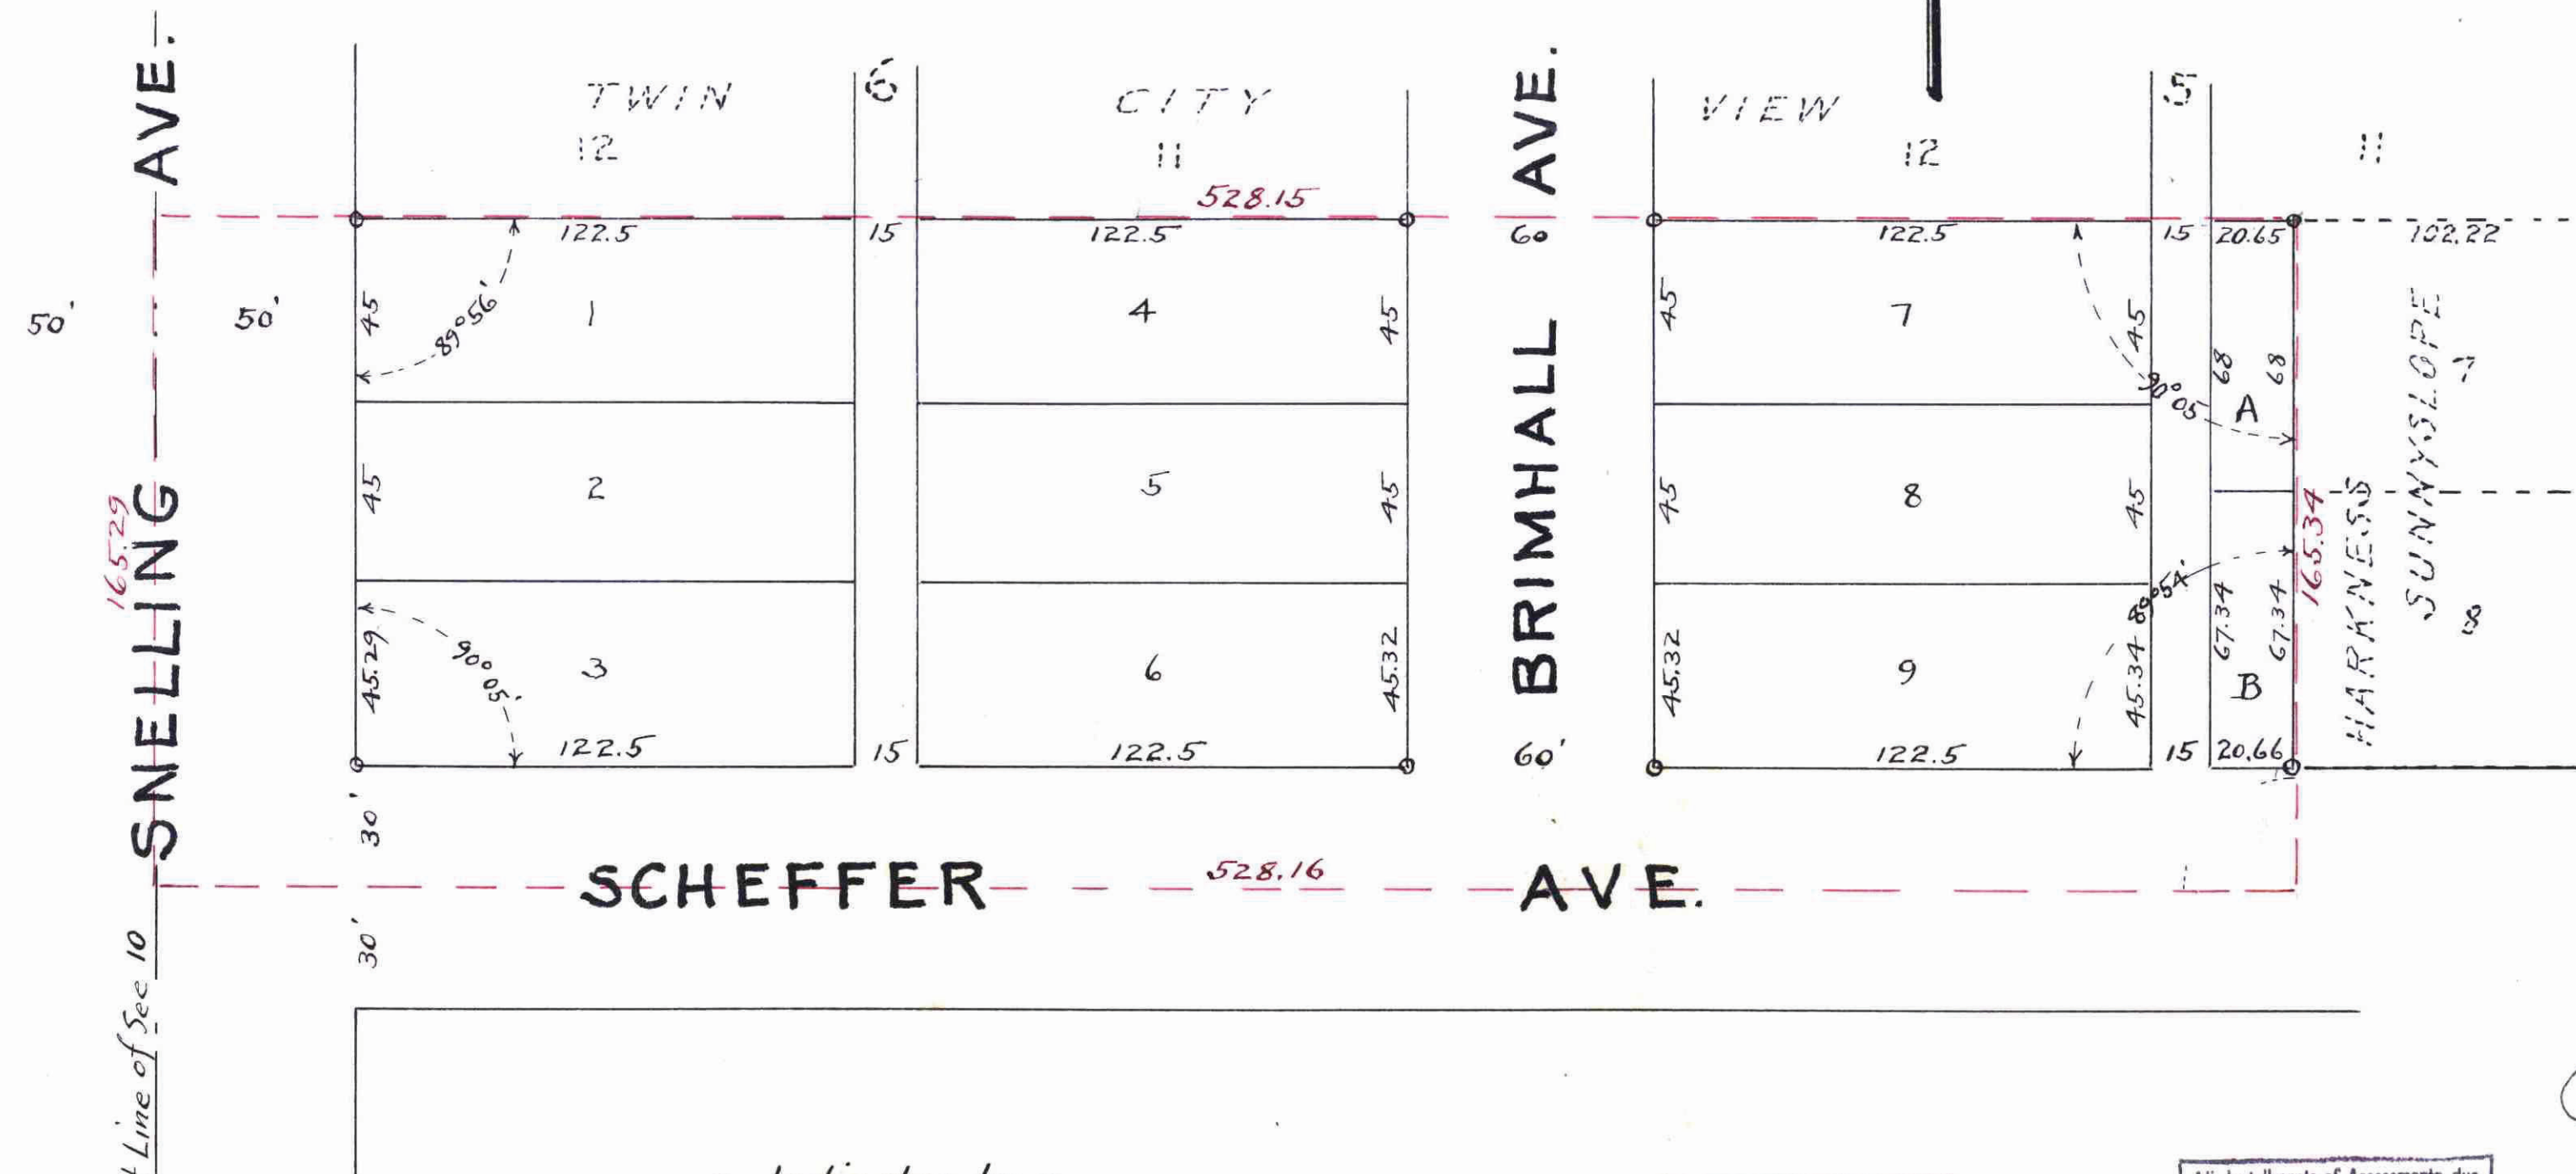 TWIN CITY VIEW
6 5
12 11 12 11
528.15
122.5 15 122.5 60 122.5 15 20.65 102.22
SNELLING AVE.
BRIMHALL AVE.
50' 50'
165.29
45 89°56' 1 4 45 45 7 45 90°05' 68 68 A
45 2 5 45 45 8 45
45.29 90°05' 3 6 45.32 45.32 9 45.34 89°54' 67.34 67.34 B
165.34
HARKNESS
SUNNYSLOPE
7
8
122.5 15 122.5 60' 122.5 15 20.66
30'
SCHEFFER AVE.
528.16
30'
Line of Sec 10